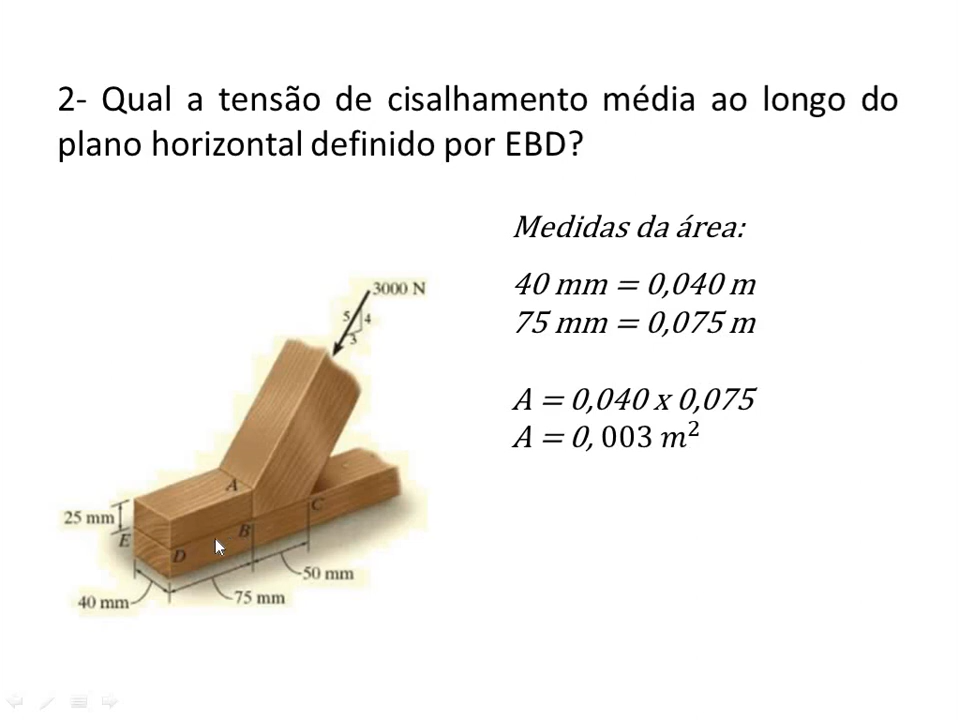 2- Qual a tensão de cisalhamento média ao longo do
plano horizontal definido por EBD?
Medidas da área:
40 mm = 0,040 m
75 mm = 0,075 m
A = 0,040 x 0,075
A = 0, 003 m²
3000 N
5
4
3
A
C
25 mm
B
E
D
50 mm
75 mm
40 mm